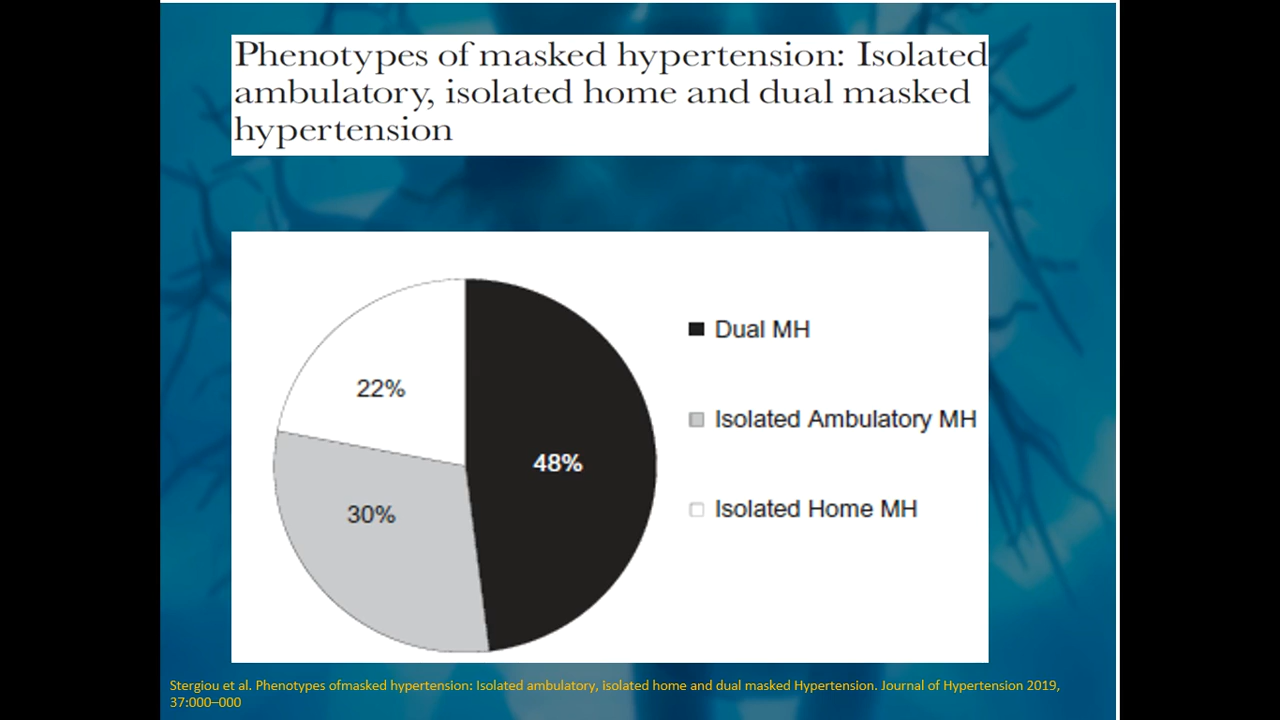 Phenotypes of masked hypertension: Isolated
ambulatory, isolated home and dual masked
hypertension
22%
48%
30%
Dual MH
Isolated Ambulatory MH
Isolated Home MH
Stergiou et al. Phenotypes ofmasked hypertension: Isolated ambulatory, isolated home and dual masked Hypertension. Journal of Hypertension 2019,
37:000–000